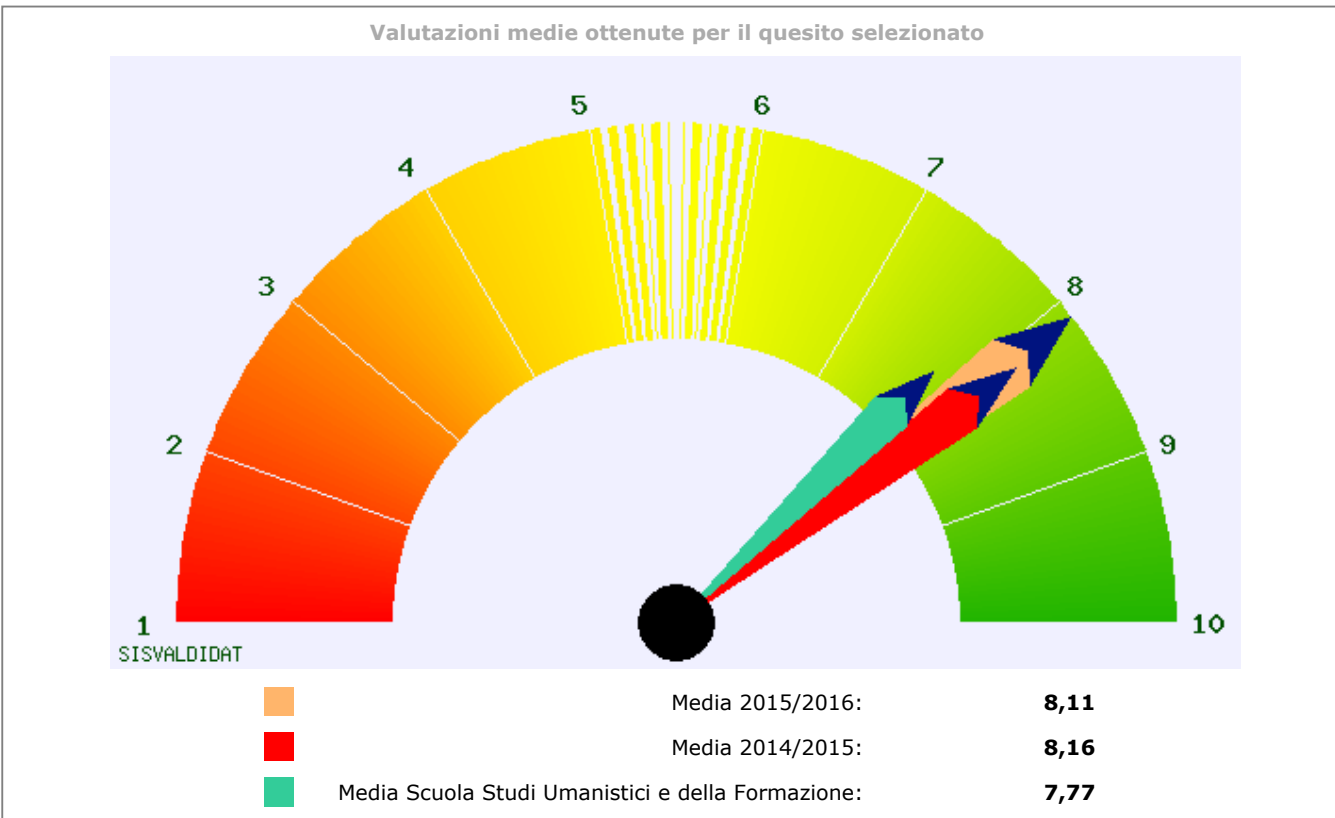 Valutazioni medie ottenute per il quesito selezionato
5 6
4 7
3 8
2 9
1 10
SISVALDIDAT
Media 2015/2016: 8,11
Media 2014/2015: 8,16
Media Scuola Studi Umanistici e della Formazione: 7,77